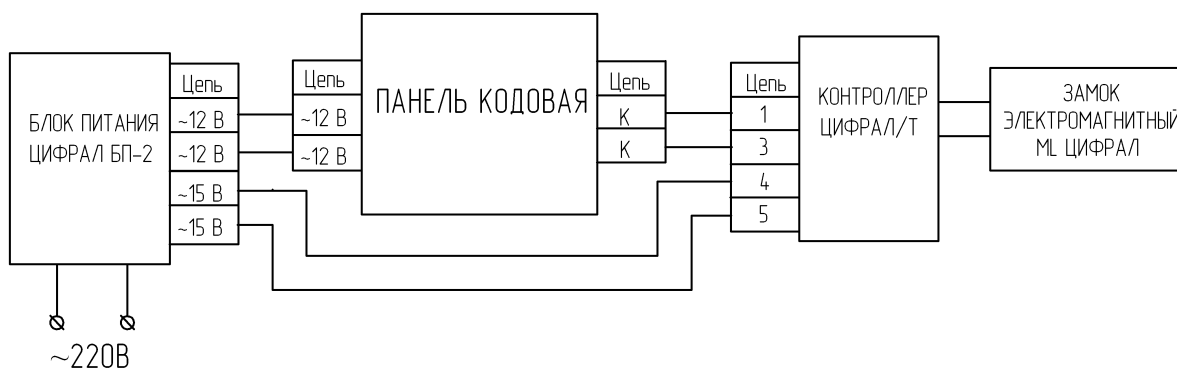 БЛОК ПИТАНИЯ
ЦИФРАЛ БП-2
Цепь
~12 В
~12 В
~15 В
~15 В
~220В
Цепь
~12 В
~12 В
ПАНЕЛЬ КОДОВАЯ
Цепь
К
К
Цепь
1
3
4
5
КОНТРОЛЛЕР
ЦИФРАЛ/Т
ЗАМОК
ЭЛЕКТРОМАГНИТНЫЙ
ML ЦИФРАЛ